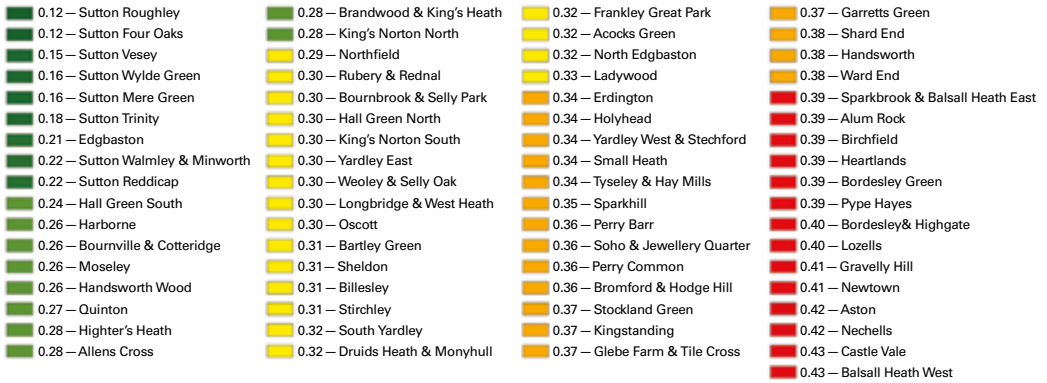 0.12 – Sutton Roughley
0.12 – Sutton Four Oaks
0.15 – Sutton Vesey
0.16 – Sutton Wylde Green
0.16 – Sutton Mere Green
0.18 – Sutton Trinity
0.21 – Edgbaston
0.22 – Sutton Walmley & Minworth
0.22 – Sutton Reddicap
0.24 – Hall Green South
0.26 – Harborne
0.26 – Bournville & Cotteridge
0.26 – Moseley
0.26 – Handsworth Wood
0.27 – Quinton
0.28 – Highter's Heath
0.28 – Allens Cross
0.28 – Brandwood & King's Heath
0.28 – King's Norton North
0.29 – Northfield
0.30 – Rubery & Rednal
0.30 – Bournbrook & Selly Park
0.30 – Hall Green North
0.30 – King's Norton South
0.30 – Yardley East
0.30 – Weoley & Selly Oak
0.30 – Longbridge & West Heath
0.30 – Oscott
0.31 – Bartley Green
0.31 – Sheldon
0.31 – Billesley
0.31 – Stirchley
0.32 – South Yardley
0.32 – Druids Heath & Monyhull
0.32 – Frankley Great Park
0.32 – Acocks Green
0.32 – North Edgbaston
0.33 – Ladywood
0.34 – Erdington
0.34 – Holyhead
0.34 – Yardley West & Stechford
0.34 – Small Heath
0.34 – Tyseley & Hay Mills
0.35 – Sparkhill
0.36 – Perry Barr
0.36 – Soho & Jewellery Quarter
0.36 – Perry Common
0.36 – Bromford & Hodge Hill
0.37 – Stockland Green
0.37 – Kingstanding
0.37 – Glebe Farm & Tile Cross
0.37 – Garretts Green
0.38 – Shard End
0.38 – Handsworth
0.38 – Ward End
0.39 – Sparkbrook & Balsall Heath East
0.39 – Alum Rock
0.39 – Birchfield
0.39 – Heartlands
0.39 – Bordesley Green
0.39 – Pype Hayes
0.40 – Bordesley& Highgate
0.40 – Lozells
0.41 – Gravelly Hill
0.41 – Newtown
0.42 – Aston
0.42 – Nechells
0.43 – Castle Vale
0.43 – Balsall Heath West